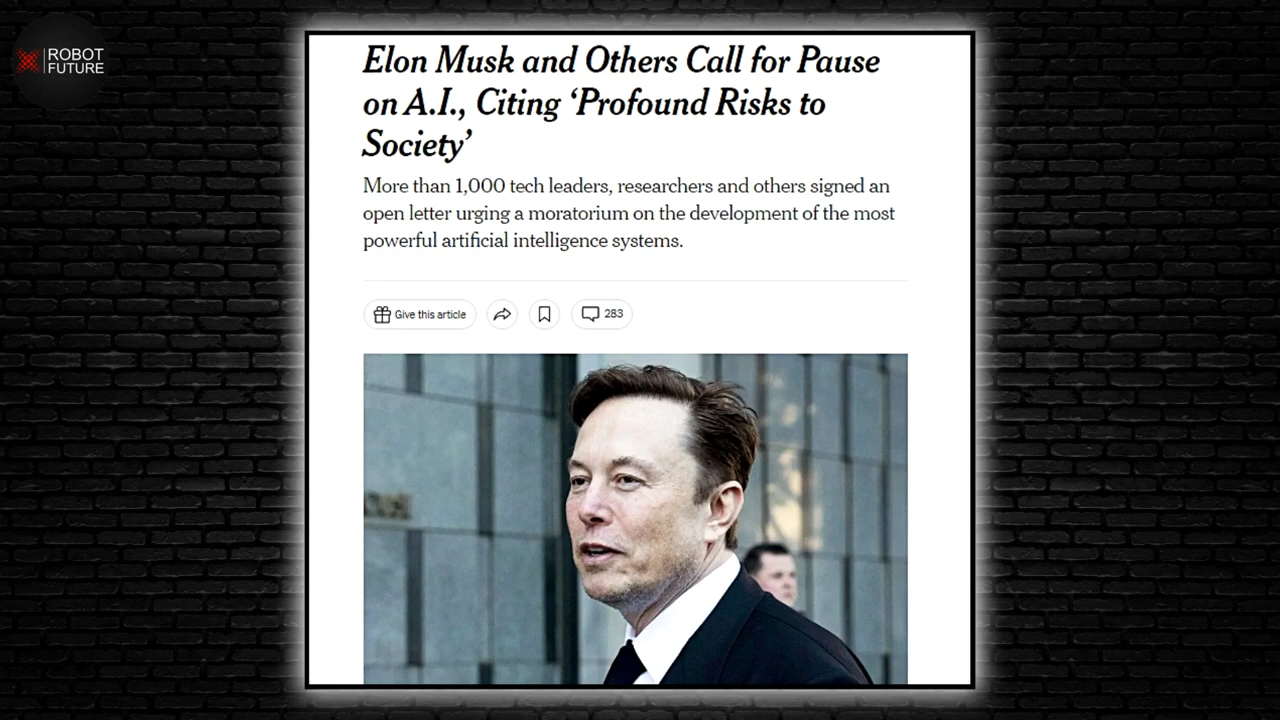 ROBOT
FUTURE
Elon Musk and Others Call for Pause
on A.I., Citing ‘Profound Risks to
Society’
More than 1,000 tech leaders, researchers and others signed an
open letter urging a moratorium on the development of the most
powerful artificial intelligence systems.
Give this article
283